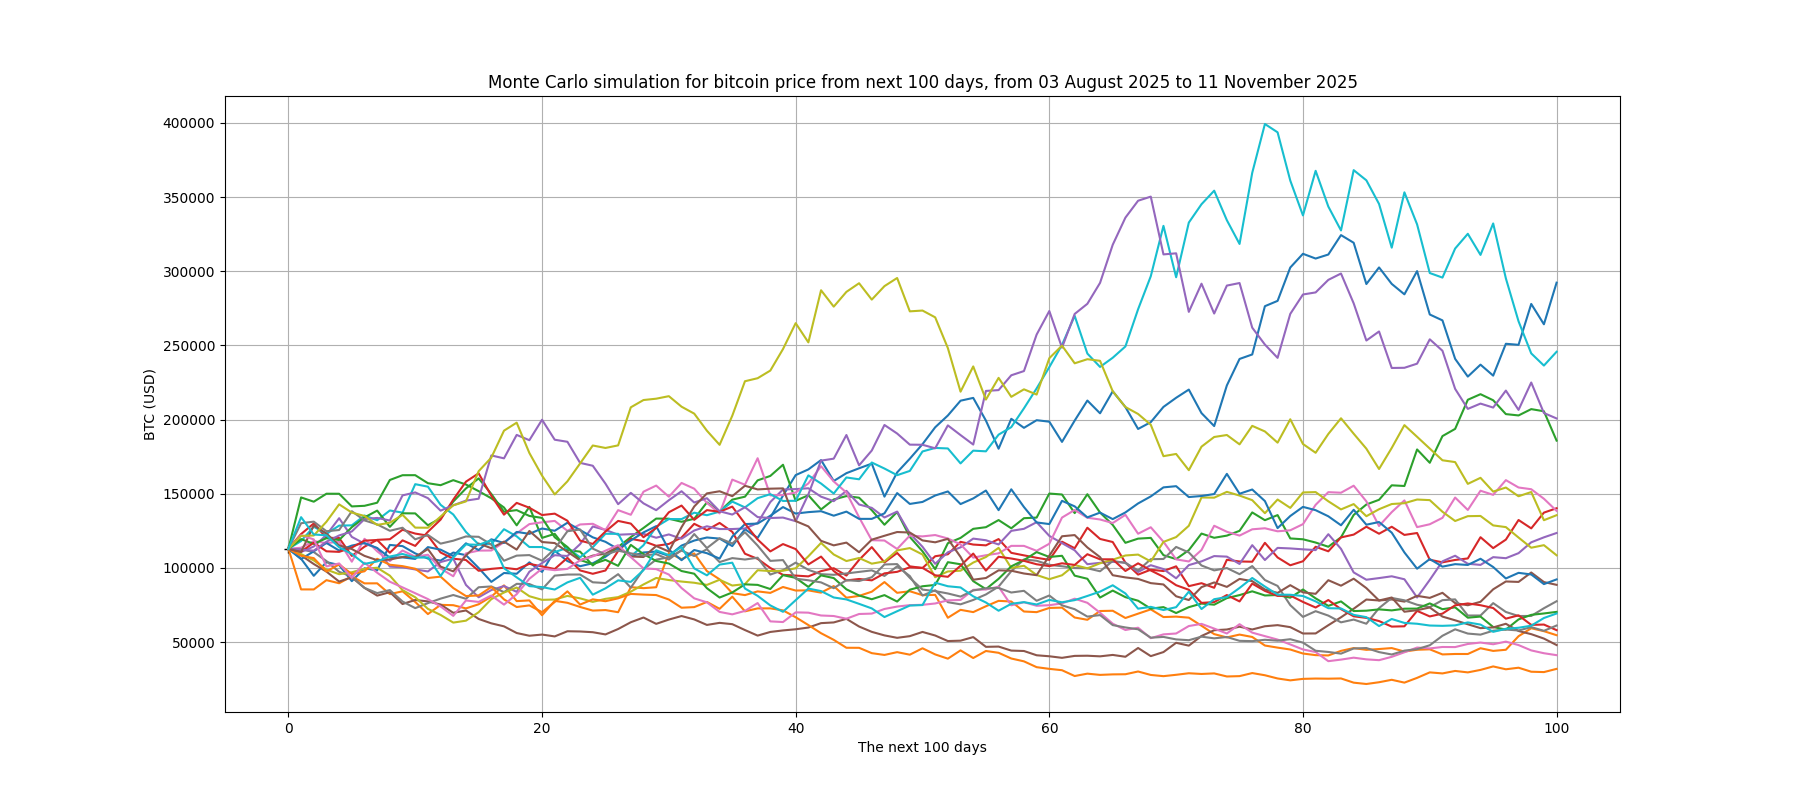 Monte Carlo simulation for bitcoin price from next 100 days, from 03 August 2025 to 11 November 2025
400000
350000
300000
250000
200000
150000
100000
50000
BTC (USD)
0 20 40 60 80 100
The next 100 days